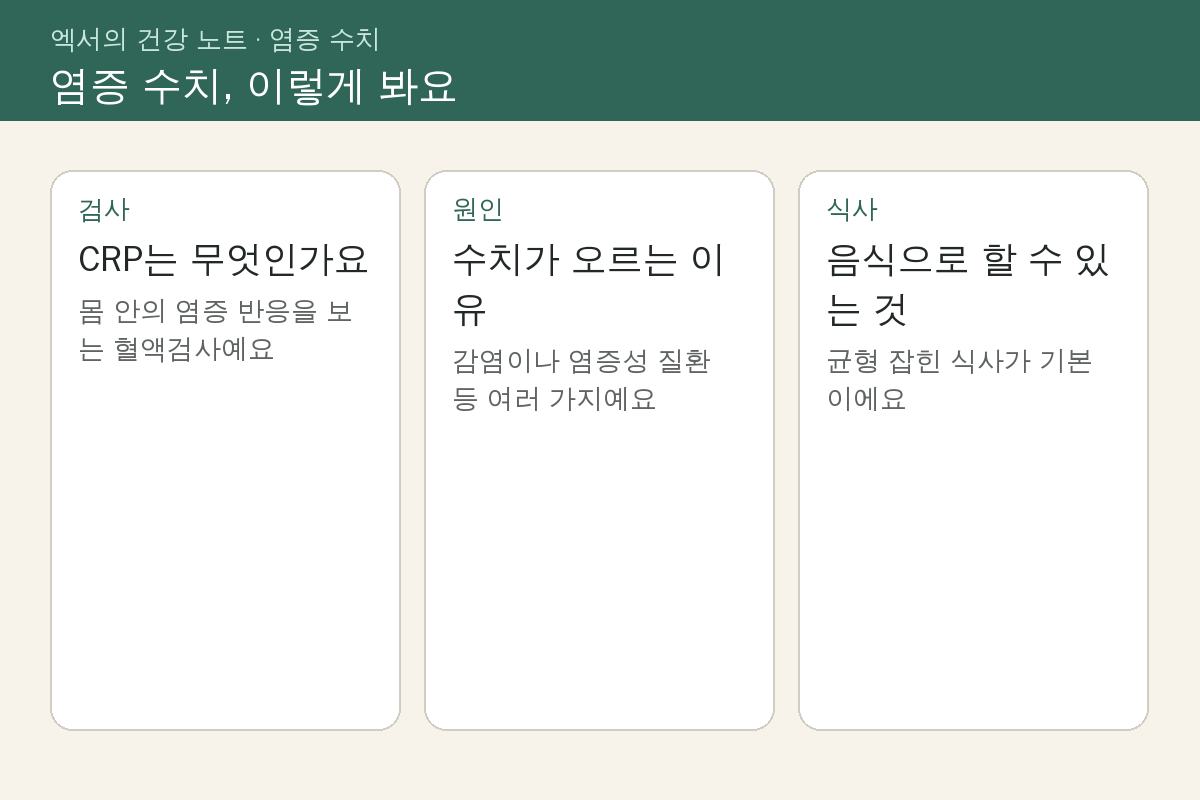 엑서의 건강 노트 · 염증 수치
염증 수치, 이렇게 봐요
검사
CRP는 무엇인가요
몸 안의 염증 반응을 보
는 혈액검사예요
원인
수치가 오르는 이
유
감염이나 염증성 질환
등 여러 가지예요
식사
음식으로 할 수 있
는 것
균형 잡힌 식사가 기본
이에요